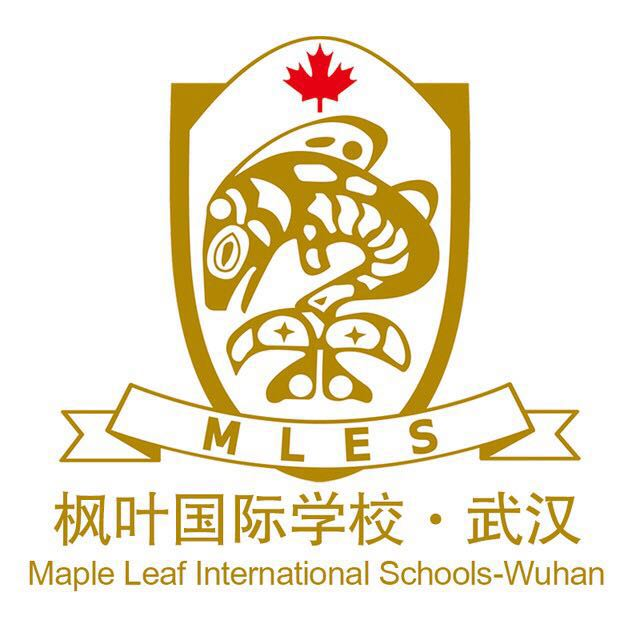 MLES
枫叶国际学校·武汉
Maple Leaf International Schools-Wuhan